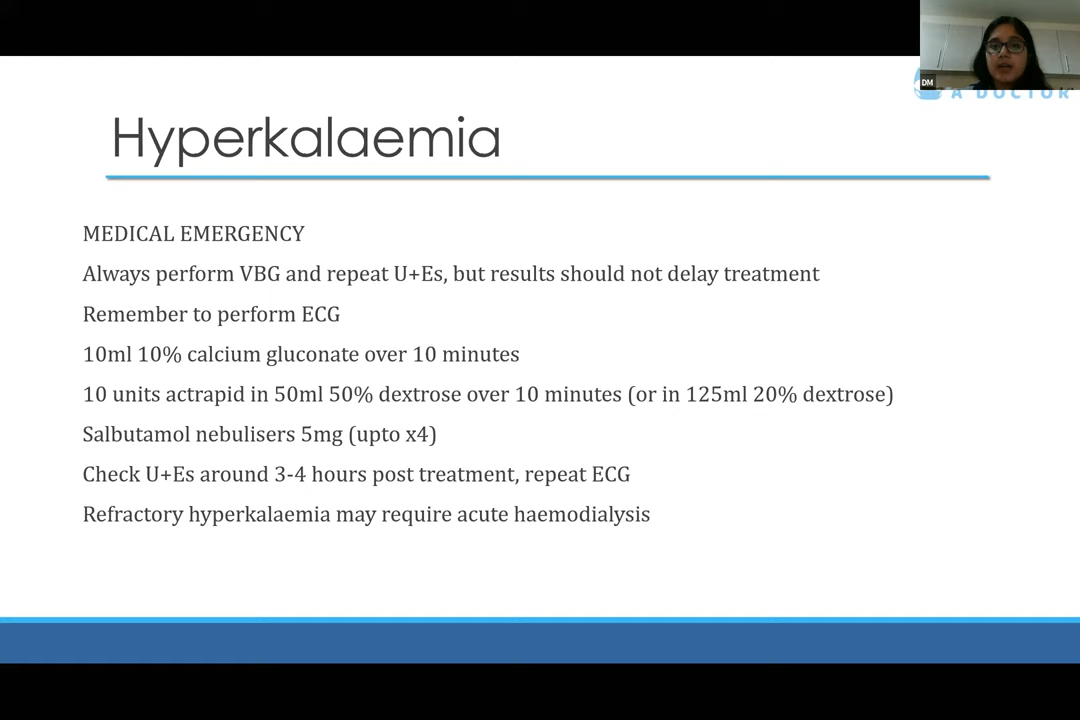 DM
A DOCTOR
Hyperkalaemia
MEDICAL EMERGENCY
Always perform VBG and repeat U+Es, but results should not delay treatment
Remember to perform ECG
10ml 10% calcium gluconate over 10 minutes
10 units actrapid in 50ml 50% dextrose over 10 minutes (or in 125ml 20% dextrose)
Salbutamol nebulisers 5mg (upto x4)
Check U+Es around 3-4 hours post treatment, repeat ECG
Refractory hyperkalaemia may require acute haemodialysis